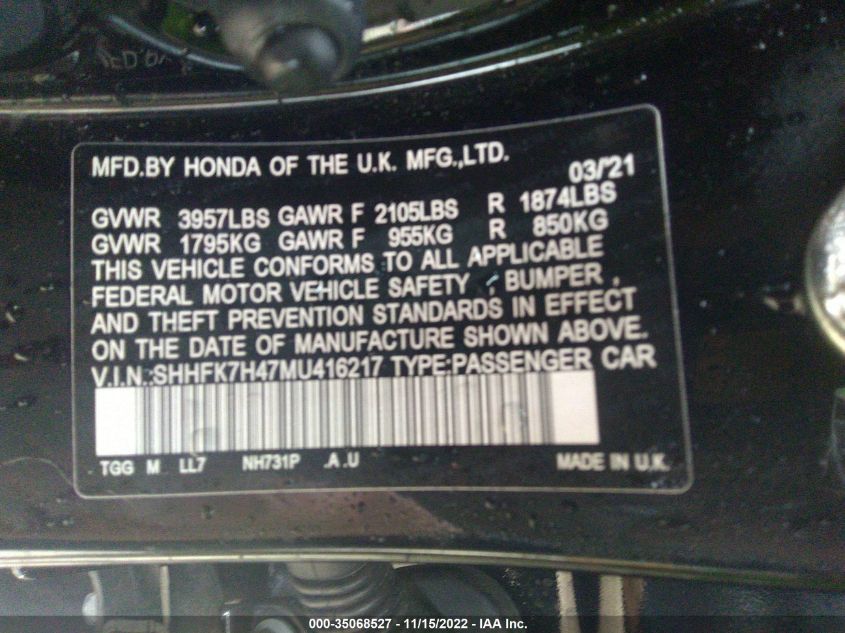 MFD.BY HONDA OF THE U.K. MFG.,LTD. 03/'21
GVWR 3957LBS GAWR F 2105LBS R 1874LBS
GVWR 1795KG GAWR F 955KG R 850KG
THIS VEHICLE CONFORMS TO ALL APPLICABLE
FEDERAL MOTOR VEHICLE SAFETY , BUMPER ,
AND THEFT PREVENTION STANDARDS IN EFFECT
ON THE DATE OF MANUFACTURE SHOWN ABOVE.
V.I.N.:SHHFK7H47MU416217 TYPE:PASSENGER CAR
TGG M LL7 NH731P .A .U MADE IN U.K.
000-35068527 - 11/15/2022 - IAA Inc.